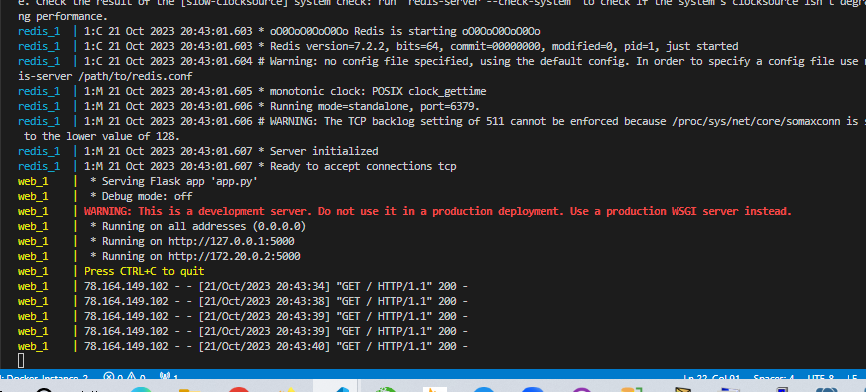 e. Check the result of the [slow-clocksource] system check: run 'redis-server --check-system' to check if the system's clocksource isn't degra
ng performance.
redis_1 | 1:C 21 Oct 2023 20:43:01.603 * oO0OoO0OoO0Oo Redis is starting oO0OoO0OoO0Oo
redis_1 | 1:C 21 Oct 2023 20:43:01.603 * Redis version=7.2.2, bits=64, commit=00000000, modified=0, pid=1, just started
redis_1 | 1:C 21 Oct 2023 20:43:01.604 # Warning: no config file specified, using the default config. In order to specify a config file use
is-server /path/to/redis.conf
redis_1 | 1:M 21 Oct 2023 20:43:01.605 * monotonic clock: POSIX clock_gettime
redis_1 | 1:M 21 Oct 2023 20:43:01.606 * Running mode=standalone, port=6379.
redis_1 | 1:M 21 Oct 2023 20:43:01.606 # WARNING: The TCP backlog setting of 511 cannot be enforced because /proc/sys/net/core/somaxconn is s
to the lower value of 128.
redis_1 | 1:M 21 Oct 2023 20:43:01.607 * Server initialized
redis_1 | 1:M 21 Oct 2023 20:43:01.607 * Ready to accept connections tcp
web_1 | * Serving Flask app 'app.py'
web_1 | * Debug mode: off
web_1 | WARNING: This is a development server. Do not use it in a production deployment. Use a production WSGI server instead.
web_1 | * Running on all addresses (0.0.0.0)
web_1 | * Running on http://127.0.0.1:5000
web_1 | * Running on http://172.20.0.2:5000
web_1 | Press CTRL+C to quit
web_1 | 78.164.149.102 - - [21/Oct/2023 20:43:34] "GET / HTTP/1.1" 200 -
web_1 | 78.164.149.102 - - [21/Oct/2023 20:43:38] "GET / HTTP/1.1" 200 -
web_1 | 78.164.149.102 - - [21/Oct/2023 20:43:39] "GET / HTTP/1.1" 200 -
web_1 | 78.164.149.102 - - [21/Oct/2023 20:43:39] "GET / HTTP/1.1" 200 -
web_1 | 78.164.149.102 - - [21/Oct/2023 20:43:40] "GET / HTTP/1.1" 200 -
Docker-Instance-2 0 0 1 Ln 22, Col 91 Spaces: 4 UTF-8 LF